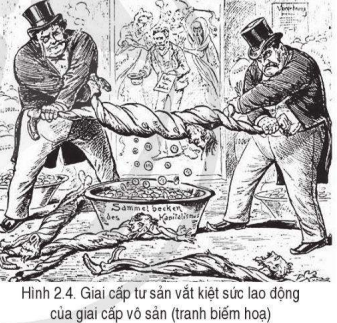 Sammelbecken
des Kapitalismus
Hình 2.4. Giai cấp tư sản vắt kiệt sức lao động
của giai cấp vô sản (tranh biếm hoạ)